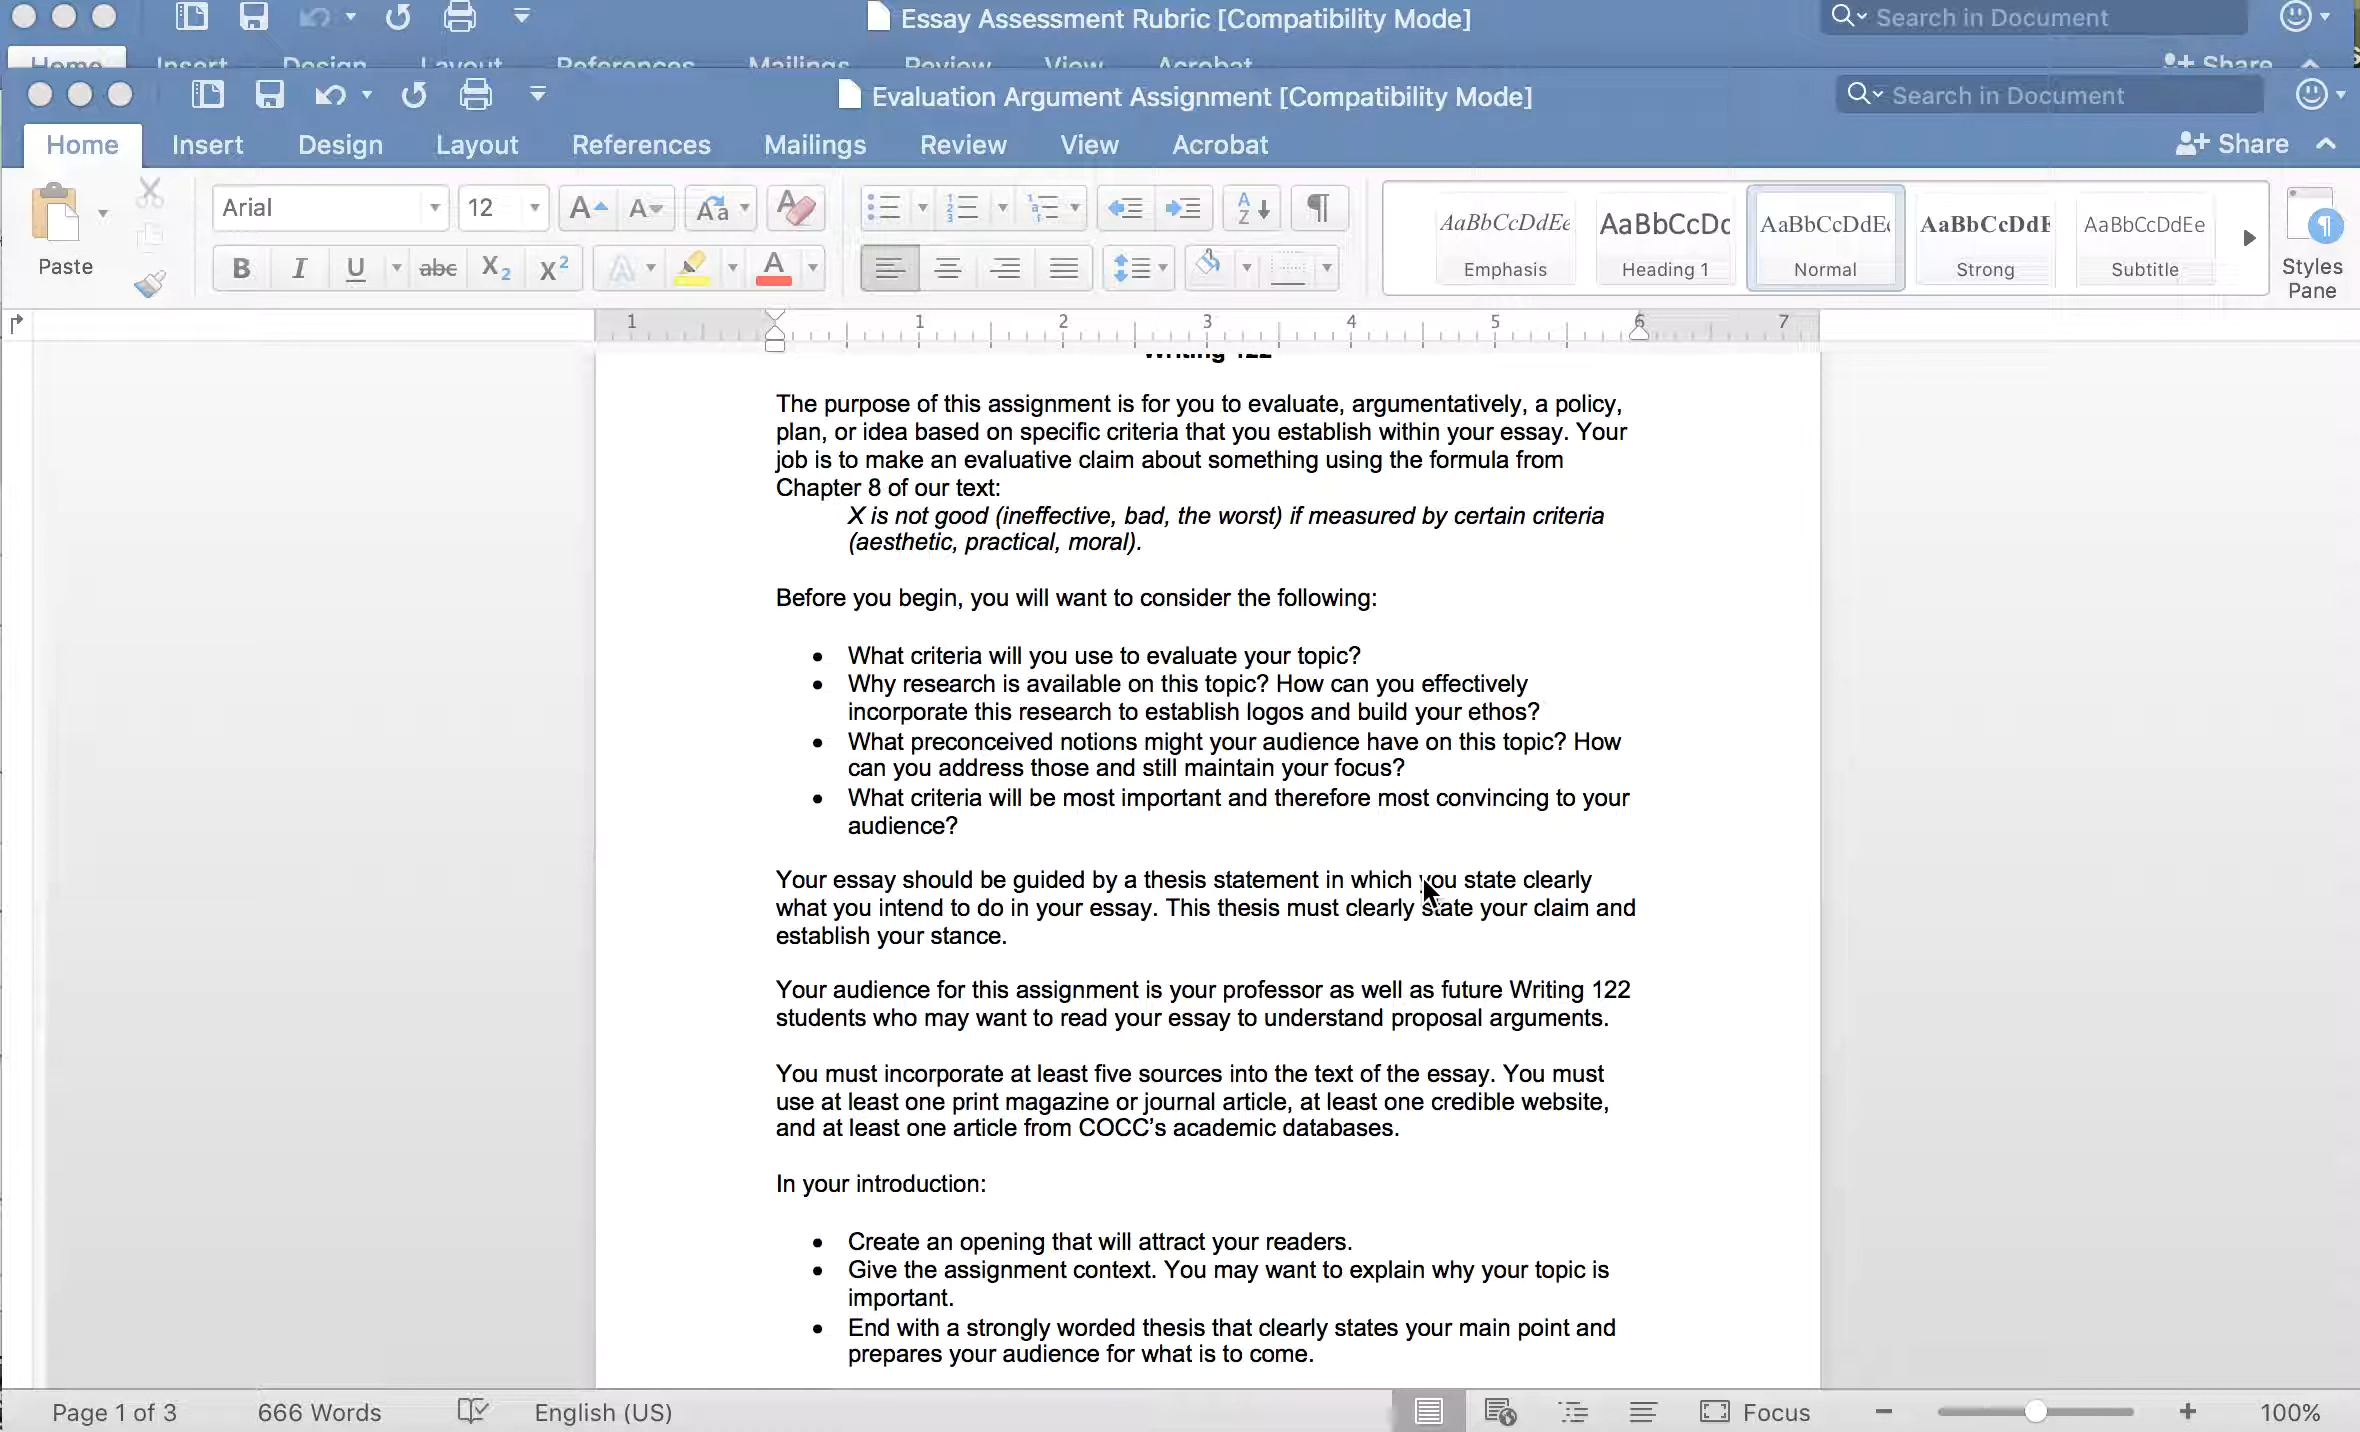 Essay Assessment Rubric [Compatibility Mode]
Search in Document
Home Insert Design Layout References Mailings Review View Acrobat
Share
Evaluation Argument Assignment [Compatibility Mode]
Search in Document
Home Insert Design Layout References Mailings Review View Acrobat
Share
Paste
Arial 12
AaBbCcDdEe AaBbCcDc AaBbCcDdEe AaBbCcDdE AaBbCcDdEe
Emphasis Heading 1 Normal Strong Subtitle
Styles
Pane
1 1 2 3 4 5 6 7
Writing 122
The purpose of this assignment is for you to evaluate, argumentatively, a policy,
plan, or idea based on specific criteria that you establish within your essay. Your
job is to make an evaluative claim about something using the formula from
Chapter 8 of our text:
X is not good (ineffective, bad, the worst) if measured by certain criteria
(aesthetic, practical, moral).
Before you begin, you will want to consider the following:
• What criteria will you use to evaluate your topic?
• Why research is available on this topic? How can you effectively
incorporate this research to establish logos and build your ethos?
• What preconceived notions might your audience have on this topic? How
can you address those and still maintain your focus?
• What criteria will be most important and therefore most convincing to your
audience?
Your essay should be guided by a thesis statement in which you state clearly
what you intend to do in your essay. This thesis must clearly state your claim and
establish your stance.
Your audience for this assignment is your professor as well as future Writing 122
students who may want to read your essay to understand proposal arguments.
You must incorporate at least five sources into the text of the essay. You must
use at least one print magazine or journal article, at least one credible website,
and at least one article from COCC's academic databases.
In your introduction:
• Create an opening that will attract your readers.
• Give the assignment context. You may want to explain why your topic is
important.
• End with a strongly worded thesis that clearly states your main point and
prepares your audience for what is to come.
Page 1 of 3 666 Words English (US) Focus 100%